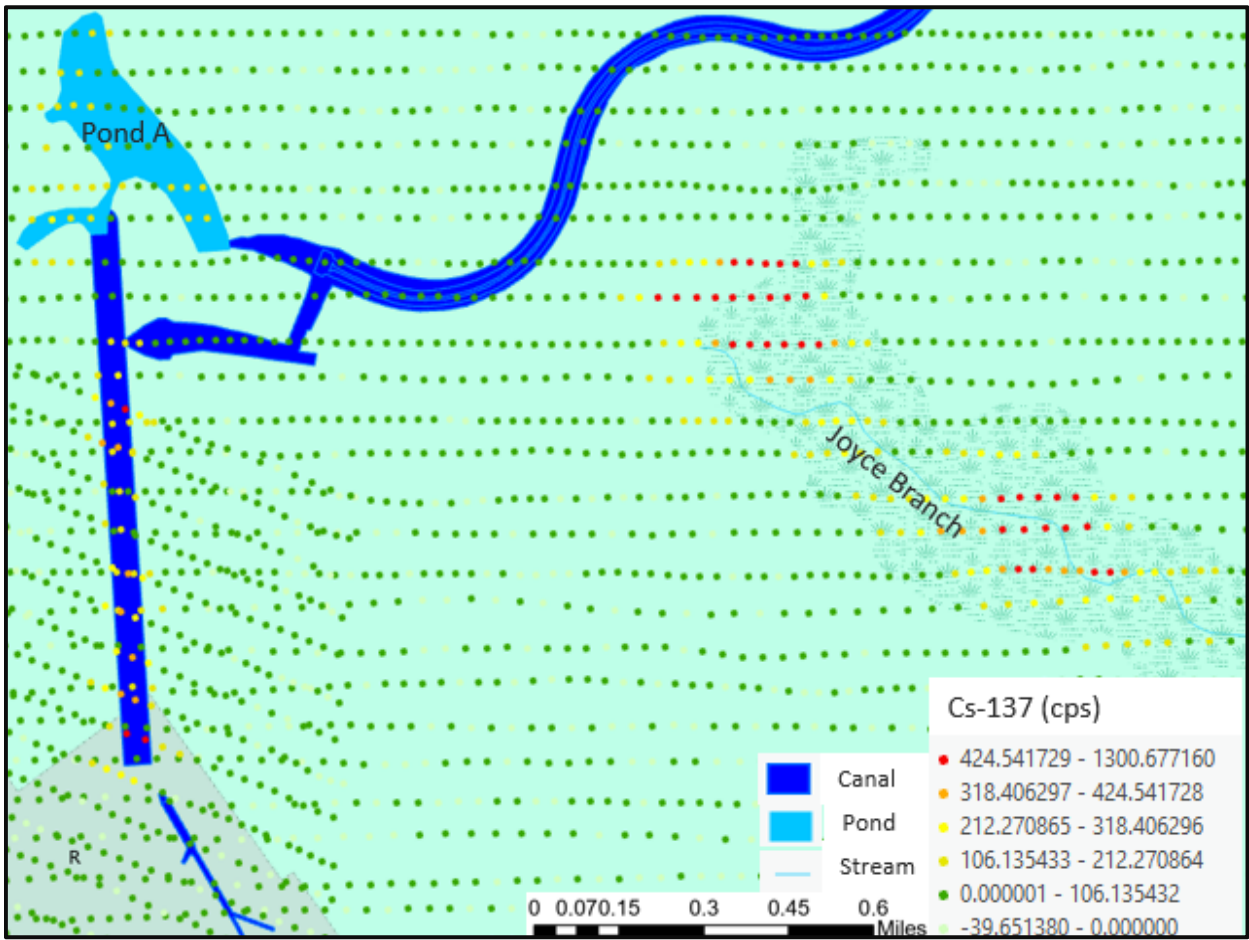 Pond A
Joyce Branch
R
Cs-137 (cps)
424.541729 - 1300.677160
318.406297 - 424.541728
212.270865 - 318.406296
106.135433 - 212.270864
0.000001 - 106.135432
-39.651380 - 0.000000
Canal
Pond
Stream
0 0.070.15 0.3 0.45 0.6
Miles